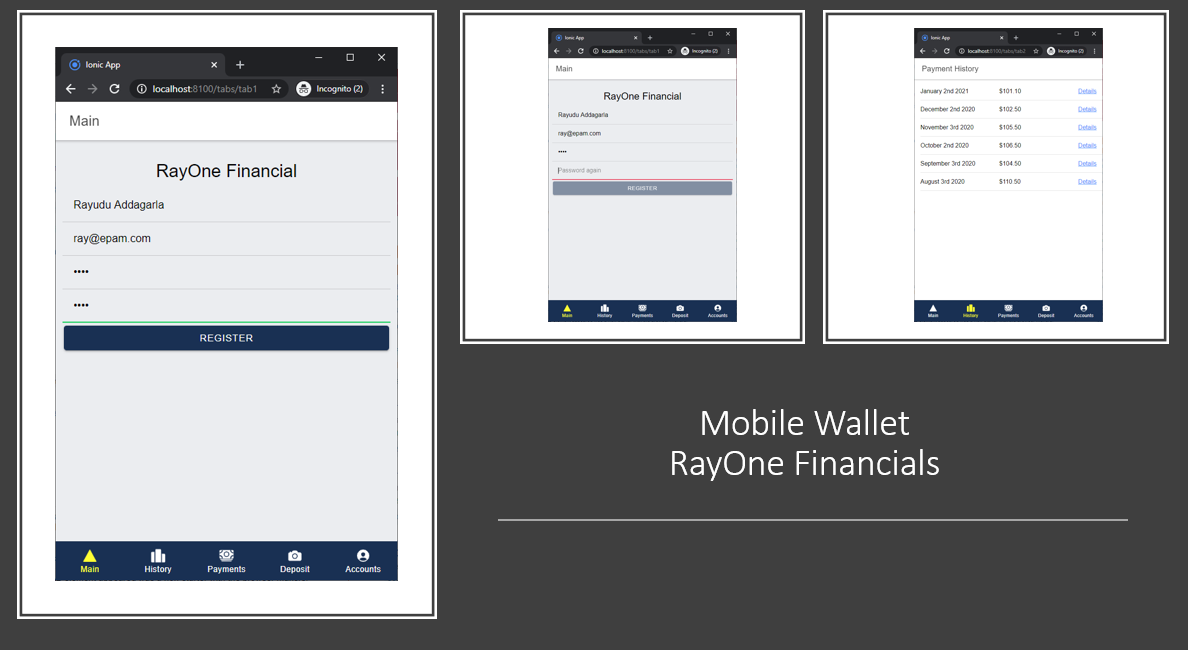 Ionic App
localhost:8100/tabs/tab1
Incognito (2)
Main
RayOne Financial
Rayudu Addagarla
ray@epam.com
••••
••••
REGISTER
Main History Payments Deposit Accounts
Ionic App
localhost:8100/tabs/tab1 Incognito (2)
Main
RayOne Financial
Rayudu Addagarla
ray@epam.com
••••
Password again
REGISTER
Main History Payments Deposit Accounts
Ionic App
localhost:8100/tabs/tab2 Incognito (2)
Payment History
January 2nd 2021 $101.10 Details
December 2nd 2020 $102.50 Details
November 3rd 2020 $105.50 Details
October 2nd 2020 $106.50 Details
September 3rd 2020 $104.50 Details
August 3rd 2020 $110.50 Details
Main History Payments Deposit Accounts
Mobile Wallet
RayOne Financials